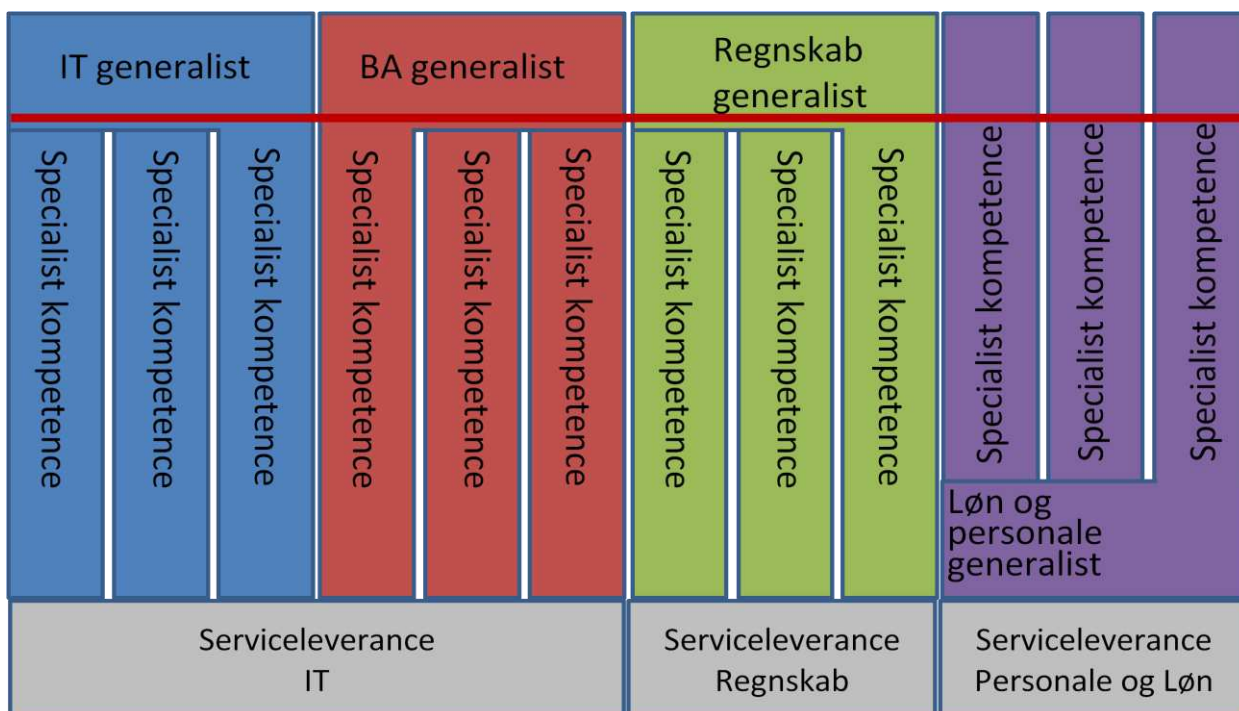 IT generalist
BA generalist
Regnskab
generalist
Specialist kompetence
Specialist kompetence
Specialist kompetence
Specialist kompetence
Specialist kompetence
Specialist kompetence
Specialist kompetence
Specialist kompetence
Specialist kompetence
Specialist kompetence
Specialist kompetence
Specialist kompetence
Løn og
personale
generalist
Serviceleverance
IT
Serviceleverance
Regnskab
Serviceleverance
Personale og Løn